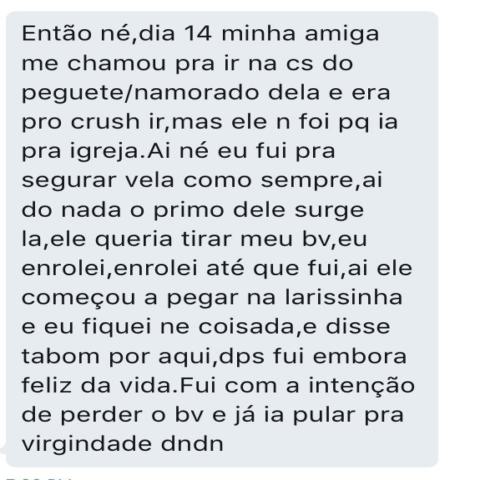 Então né,dia 14 minha amiga
me chamou pra ir na cs do
peguete/namorado dela e era
pro crush ir,mas ele n foi pq ia
pra igreja.Ai né eu fui pra
segurar vela como sempre,ai
do nada o primo dele surge
la,ele queria tirar meu bv,eu
enrolei,enrolei até que fui,ai ele
começou a pegar na larissinha
e eu fiquei ne coisada,e disse
tabom por aqui,dps fui embora
feliz da vida.Fui com a intenção
de perder o bv e já ia pular pra
virgindade dndn